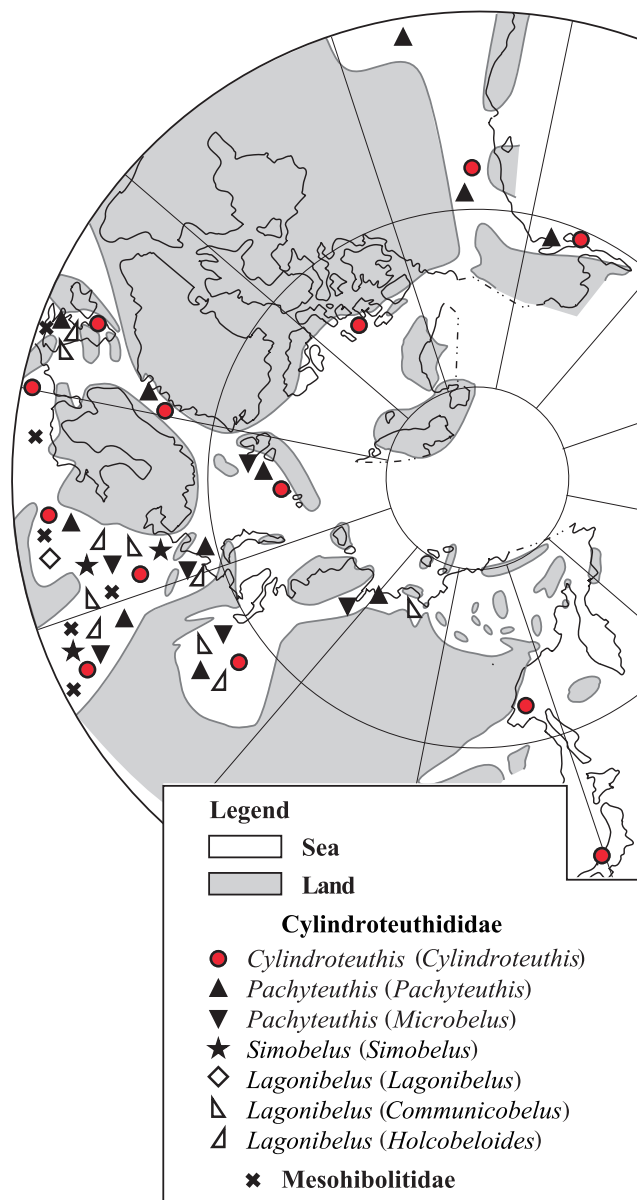 Legend
Sea
Land
Cylindroteuthididae
Cylindroteuthis (Cylindroteuthis)
Pachyteuthis (Pachyteuthis)
Pachyteuthis (Microbelus)
Simobelus (Simobelus)
Lagonibelus (Lagonibelus)
Lagonibelus (Communicobelus)
Lagonibelus (Holcobeloides)
Mesohibolitidae